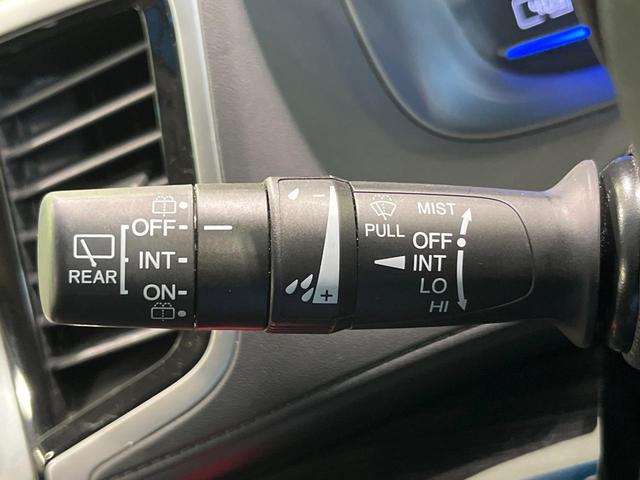 REAR
OFF
INT
ON
-
+
PULL
MIST
OFF
INT
LO
HI